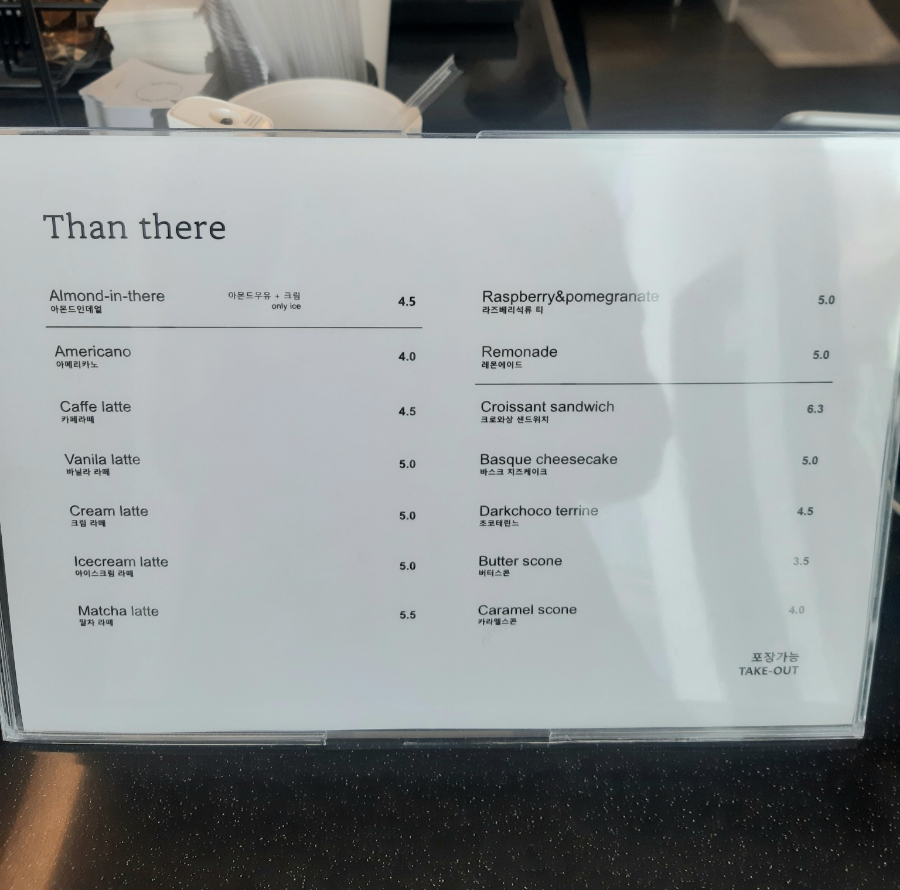 Than there
Almond-in-there 아몬드우유 + 크림 4.5
아몬드인데얼 only ice
Americano 4.0
아메리카노
Caffe latte 4.5
카페라떼
Vanila latte 5.0
바닐라 라떼
Cream latte 5.0
크림 라떼
Icecream latte 5.0
아이스크림 라떼
Matcha latte 5.5
말차 라떼
Raspberry&pomegranate 5.0
라즈베리석류 티
Remonade 5.0
레몬에이드
Croissant sandwich 6.3
크로와상 샌드위치
Basque cheesecake 5.0
바스크 치즈케이크
Darkchoco terrine 4.5
초코테린느
Butter scone 3.5
버터스콘
Caramel scone 4.0
카라멜스콘
포장가능
TAKE-OUT